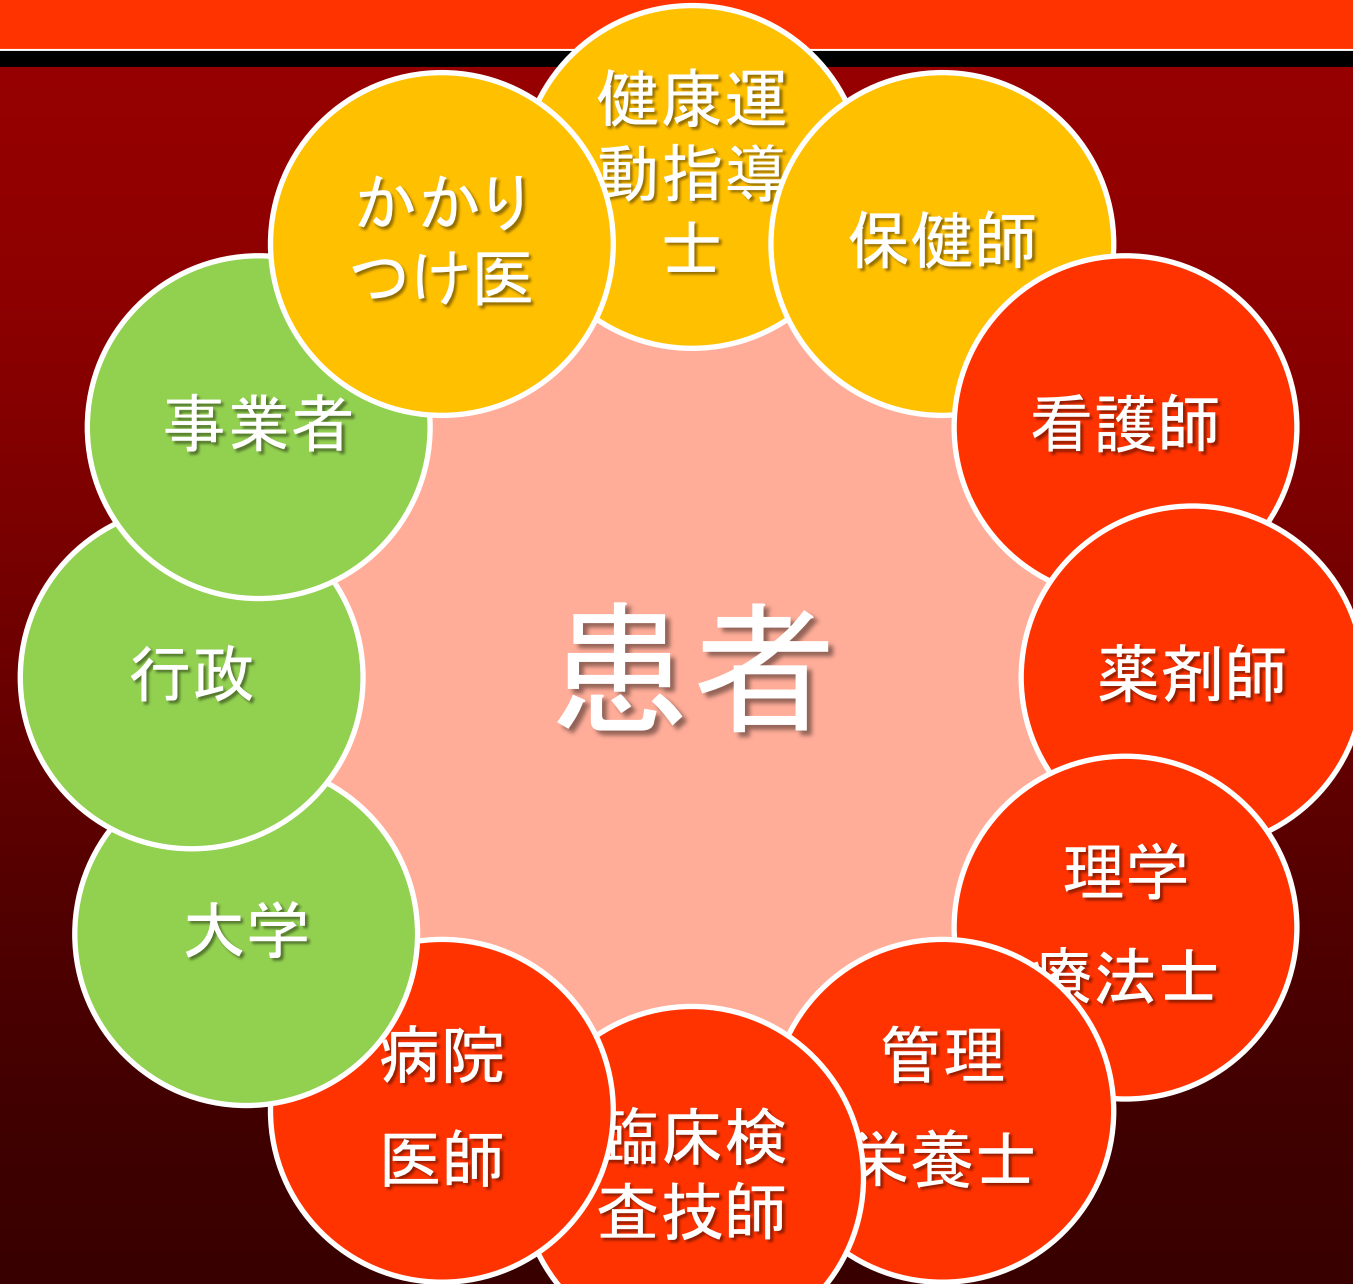 健康運
動指導
士
保健師
看護師
薬剤師
理学
療法士
管理
栄養士
臨床検
査技師
病院
医師
大学
行政
事業者
かかり
つけ医
患者